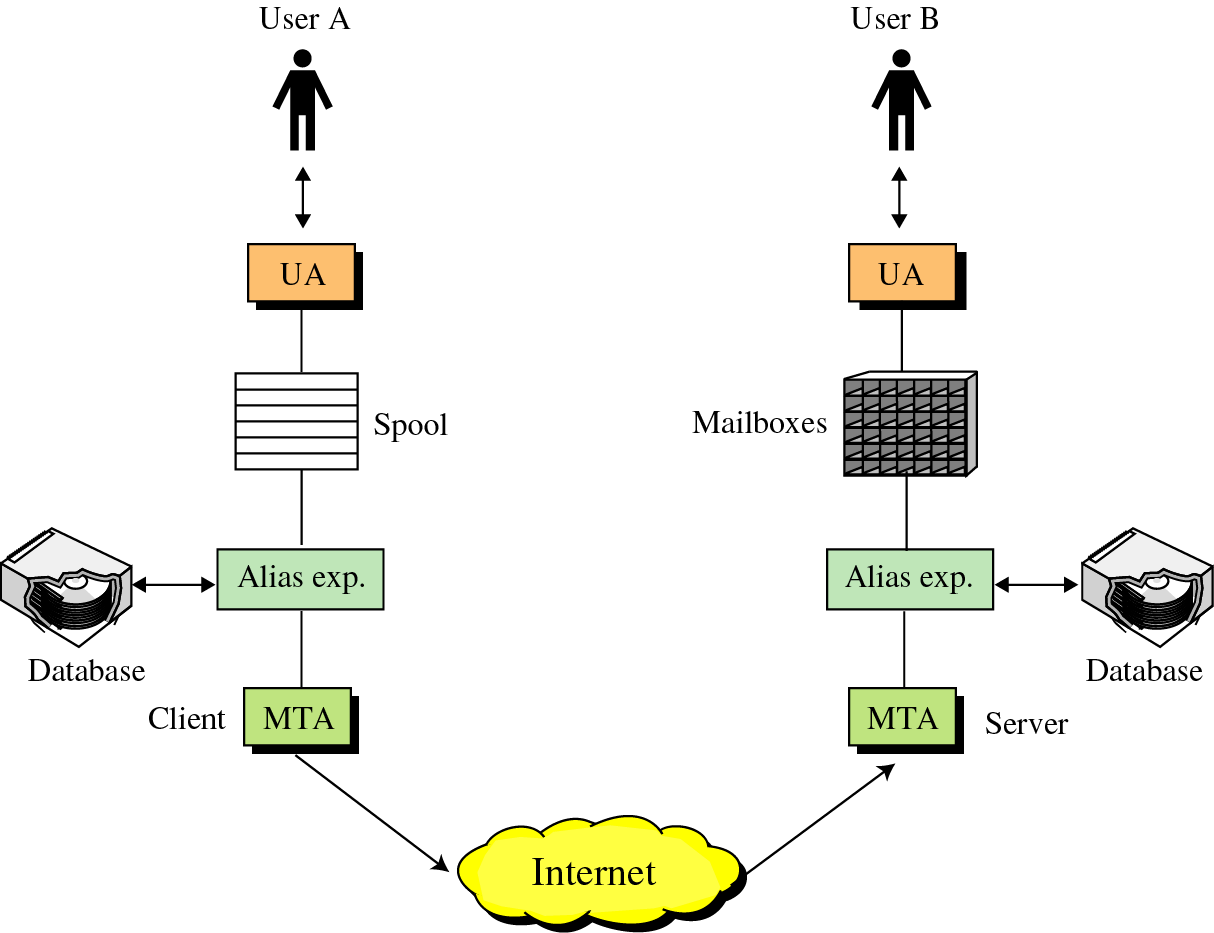 User A
User B
UA
UA
Spool
Mailboxes
Alias exp.
Alias exp.
Database
Database
Client
MTA
MTA
Server
Internet